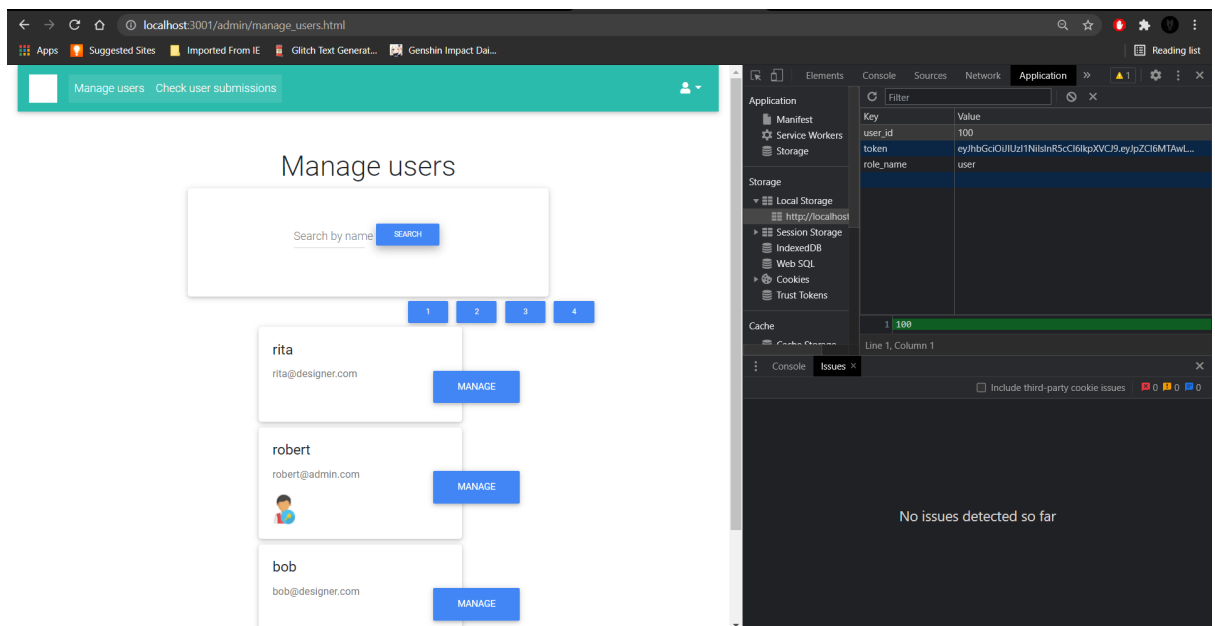 localhost:3001/admin/manage_users.html
Apps Suggested Sites Imported From IE Glitch Text Generat... Genshin Impact Dai... Reading list
Manage users Check user submissions
Manage users
Search by name SEARCH
1 2 3 4
rita
rita@designer.com
MANAGE
robert
robert@admin.com
MANAGE
bob
bob@designer.com
MANAGE
Elements Console Sources Network Application » 1
Application
Manifest
Service Workers
Storage
Storage
Local Storage
http://localhost
Session Storage
IndexedDB
Web SQL
Cookies
Trust Tokens
Cache
Cache Storage
Filter
Key Value
user_id 100
token eyJhbGciOiJIUzI1NiIsInR5cCI6IkpXVCJ9.eyJpZCI6MTAwL...
role_name user
1 100
Line 1, Column 1
Console Issues
Include third-party cookie issues 0 0 0
No issues detected so far